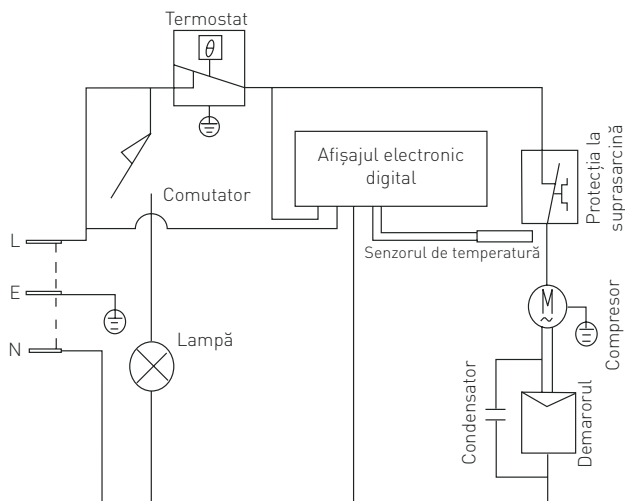 Termostat
θ
Afișajul electronic
digital
Protecția la
suprasarcină
Comutator
L
Senzorul de temperatură
E
M
~
Compresor
N
Lampă
Condensator
Demarorul